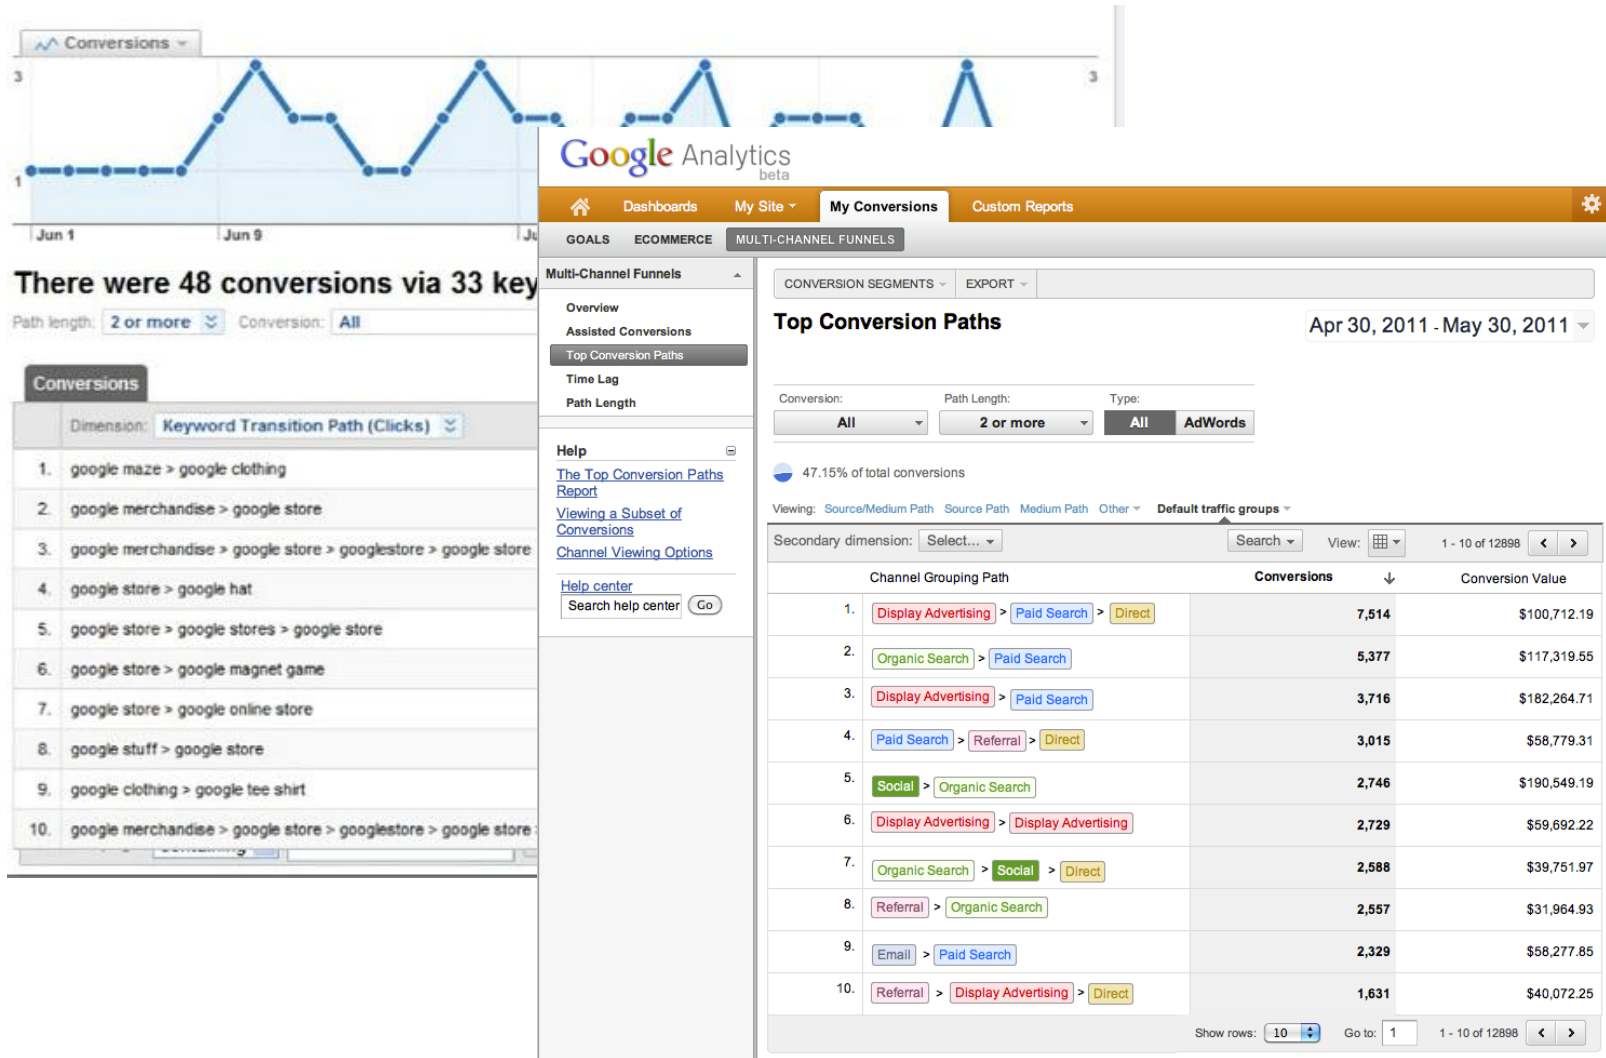 Conversions
3
3
1
Jun 1
Jun 9
There were 48 conversions via 33 key
Path length: 2 or more Conversion: All
Conversions
Dimension: Keyword Transition Path (Clicks)
1. google maze > google clothing
2. google merchandise > google store
3. google merchandise > google store > googlestore > google store
4. google store > google hat
5. google store > google stores > google store
6. google store > google magnet game
7. google store > google online store
8. google stuff > google store
9. google clothing > google tee shirt
10. google merchandise > google store > googlestore > google store
Google Analytics
beta
Dashboards My Site My Conversions Custom Reports
GOALS ECOMMERCE MULTI-CHANNEL FUNNELS
Multi-Channel Funnels
Overview
Assisted Conversions
Top Conversion Paths
Time Lag
Path Length
Help
The Top Conversion Paths
Report
Viewing a Subset of
Conversions
Channel Viewing Options
Help center
Search help center Go
CONVERSION SEGMENTS EXPORT
Top Conversion Paths
Apr 30, 2011 - May 30, 2011
Conversion: Path Length: Type:
All 2 or more All AdWords
47.15% of total conversions
Viewing: Source/Medium Path Source Path Medium Path Other Default traffic groups
Secondary dimension: Select... Search View: 1 - 10 of 12898 < >
Channel Grouping Path Conversions Conversion Value
1. Display Advertising > Paid Search > Direct 7,514 $100,712.19
2. Organic Search > Paid Search 5,377 $117,319.55
3. Display Advertising > Paid Search 3,716 $182,264.71
4. Paid Search > Referral > Direct 3,015 $58,779.31
5. Social > Organic Search 2,746 $190,549.19
6. Display Advertising > Display Advertising 2,729 $59,692.22
7. Organic Search > Social > Direct 2,588 $39,751.97
8. Referral > Organic Search 2,557 $31,964.93
9. Email > Paid Search 2,329 $58,277.85
10. Referral > Display Advertising > Direct 1,631 $40,072.25
Show rows: 10 Go to: 1 1 - 10 of 12898 < >